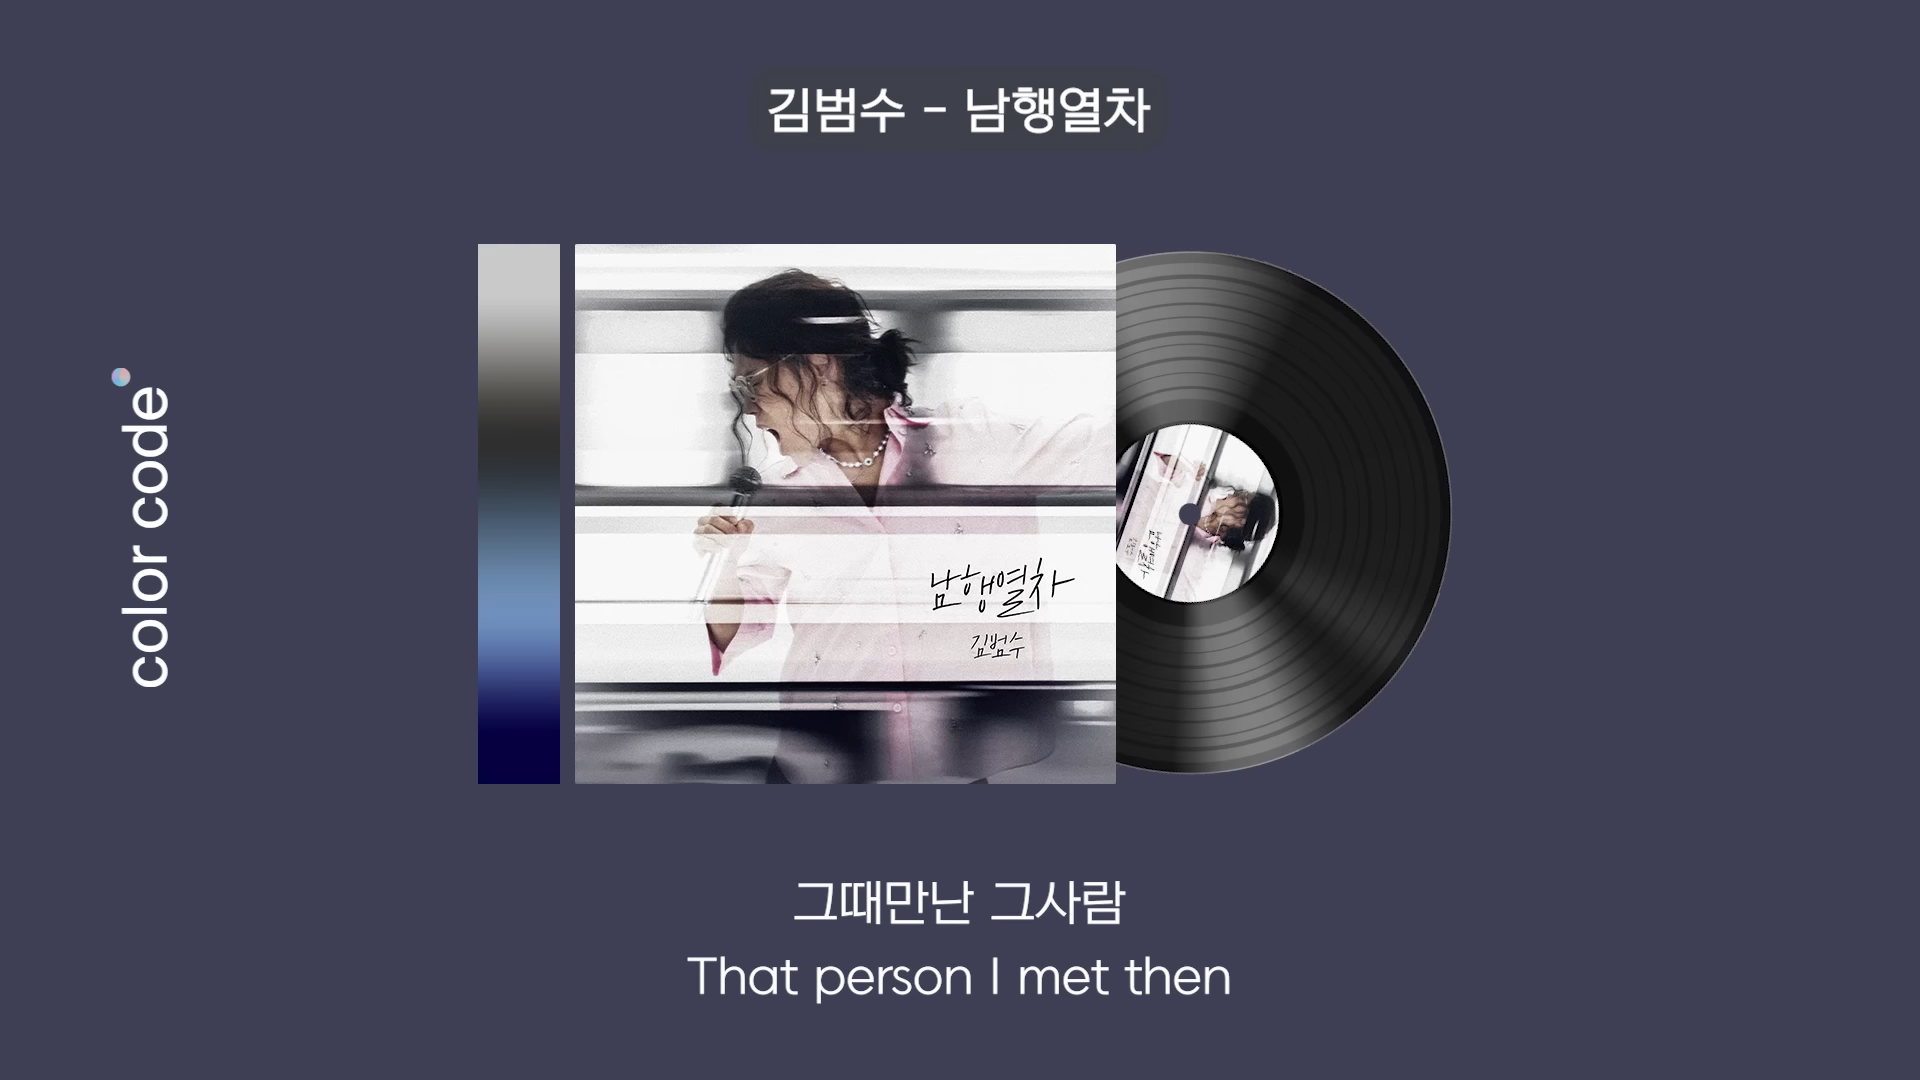 김범수 - 남행열차
color code
남행열차
김범수
그때만난 그사람
That person I met then